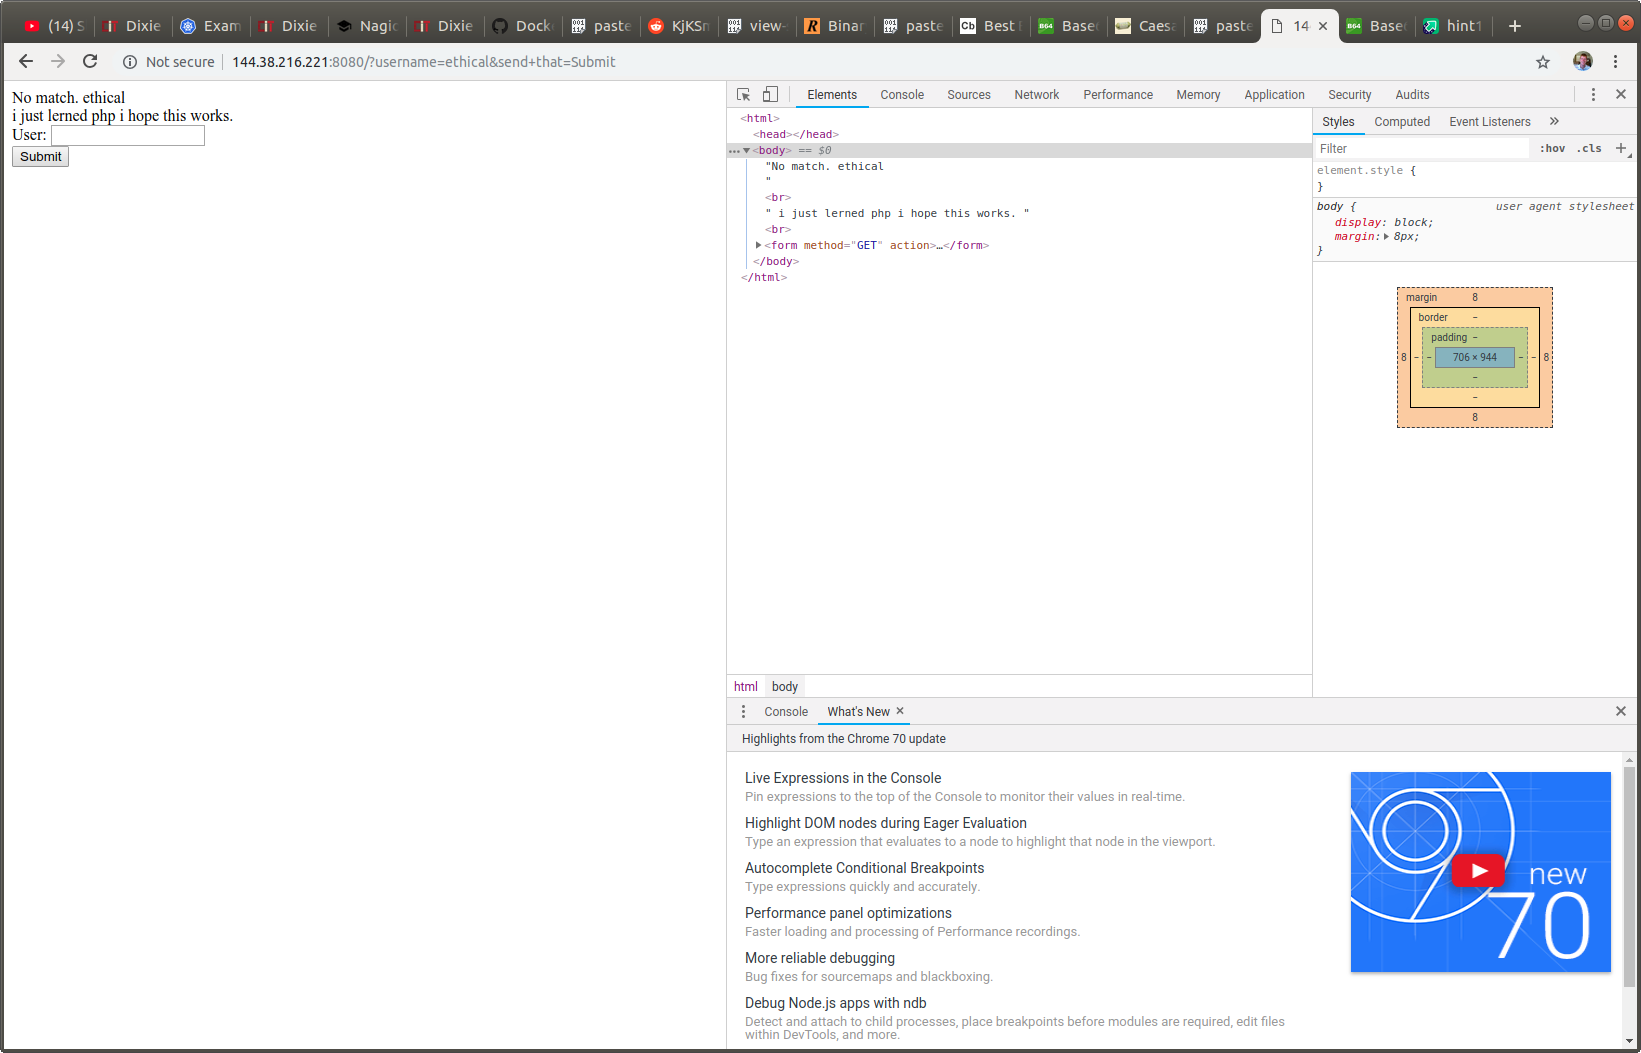 (14) S
Dixie
Exam
Dixie
Nagio
Dixie
Docke
paste
KjKSn
view-
Binar
paste
Best
Base
Caesa
paste
14
Base
hint1
Not secure
144.38.216.221:8080/?username=ethical&send+that=Submit
No match. ethical
i just lerned php i hope this works.
User:
Submit
Elements Console Sources Network Performance Memory Application Security Audits
<html>
<head></head>
<body> == $0
"No match. ethical
"
<br>
" i just lerned php i hope this works. "
<br>
<form method="GET" action>…</form>
</body>
</html>
html body
Styles Computed Event Listeners »
Filter :hov .cls +
element.style {
}
body { user agent stylesheet
display: block;
margin: 8px;
}
margin 8
border -
padding -
8 - - 706 × 944 - - 8
-
-
8
Console What's New
Highlights from the Chrome 70 update
Live Expressions in the Console
Pin expressions to the top of the Console to monitor their values in real-time.
Highlight DOM nodes during Eager Evaluation
Type an expression that evaluates to a node to highlight that node in the viewport.
Autocomplete Conditional Breakpoints
Type expressions quickly and accurately.
Performance panel optimizations
Faster loading and processing of Performance recordings.
More reliable debugging
Bug fixes for sourcemaps and blackboxing.
Debug Node.js apps with ndb
Detect and attach to child processes, place breakpoints before modules are required, edit files
within DevTools, and more.
new
70